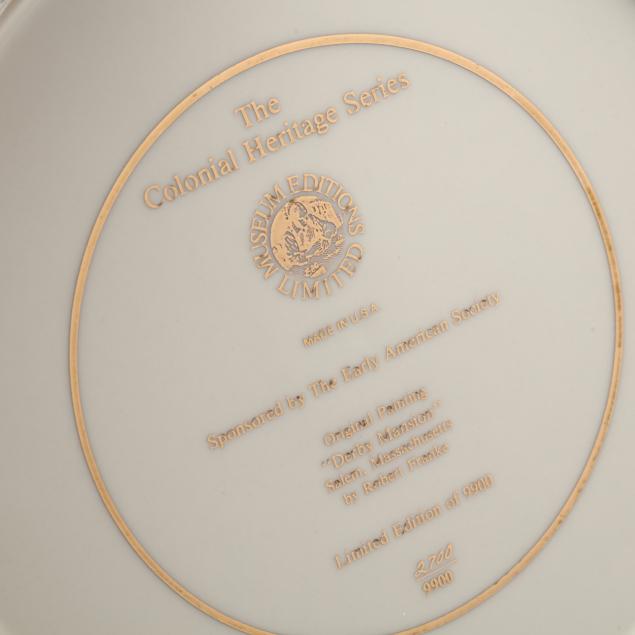 The
Colonial Heritage Series
MUSEUM EDITIONS LIMITED
MADE IN U.S.A.
Sponsored by The Early American Society
Original Painting
"Derby Mansion"
Salem, Massachusetts
by Robert Franke
Limited Edition of 9900
2700
9900